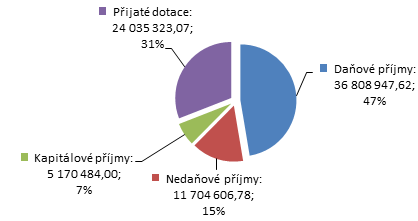 Přijaté dotace:
24 035 323,07;
31%
Daňové příjmy:
36 808 947,62;
47%
Kapitálové příjmy:
5 170 484,00;
7%
Nedaňové příjmy:
11 704 606,78;
15%